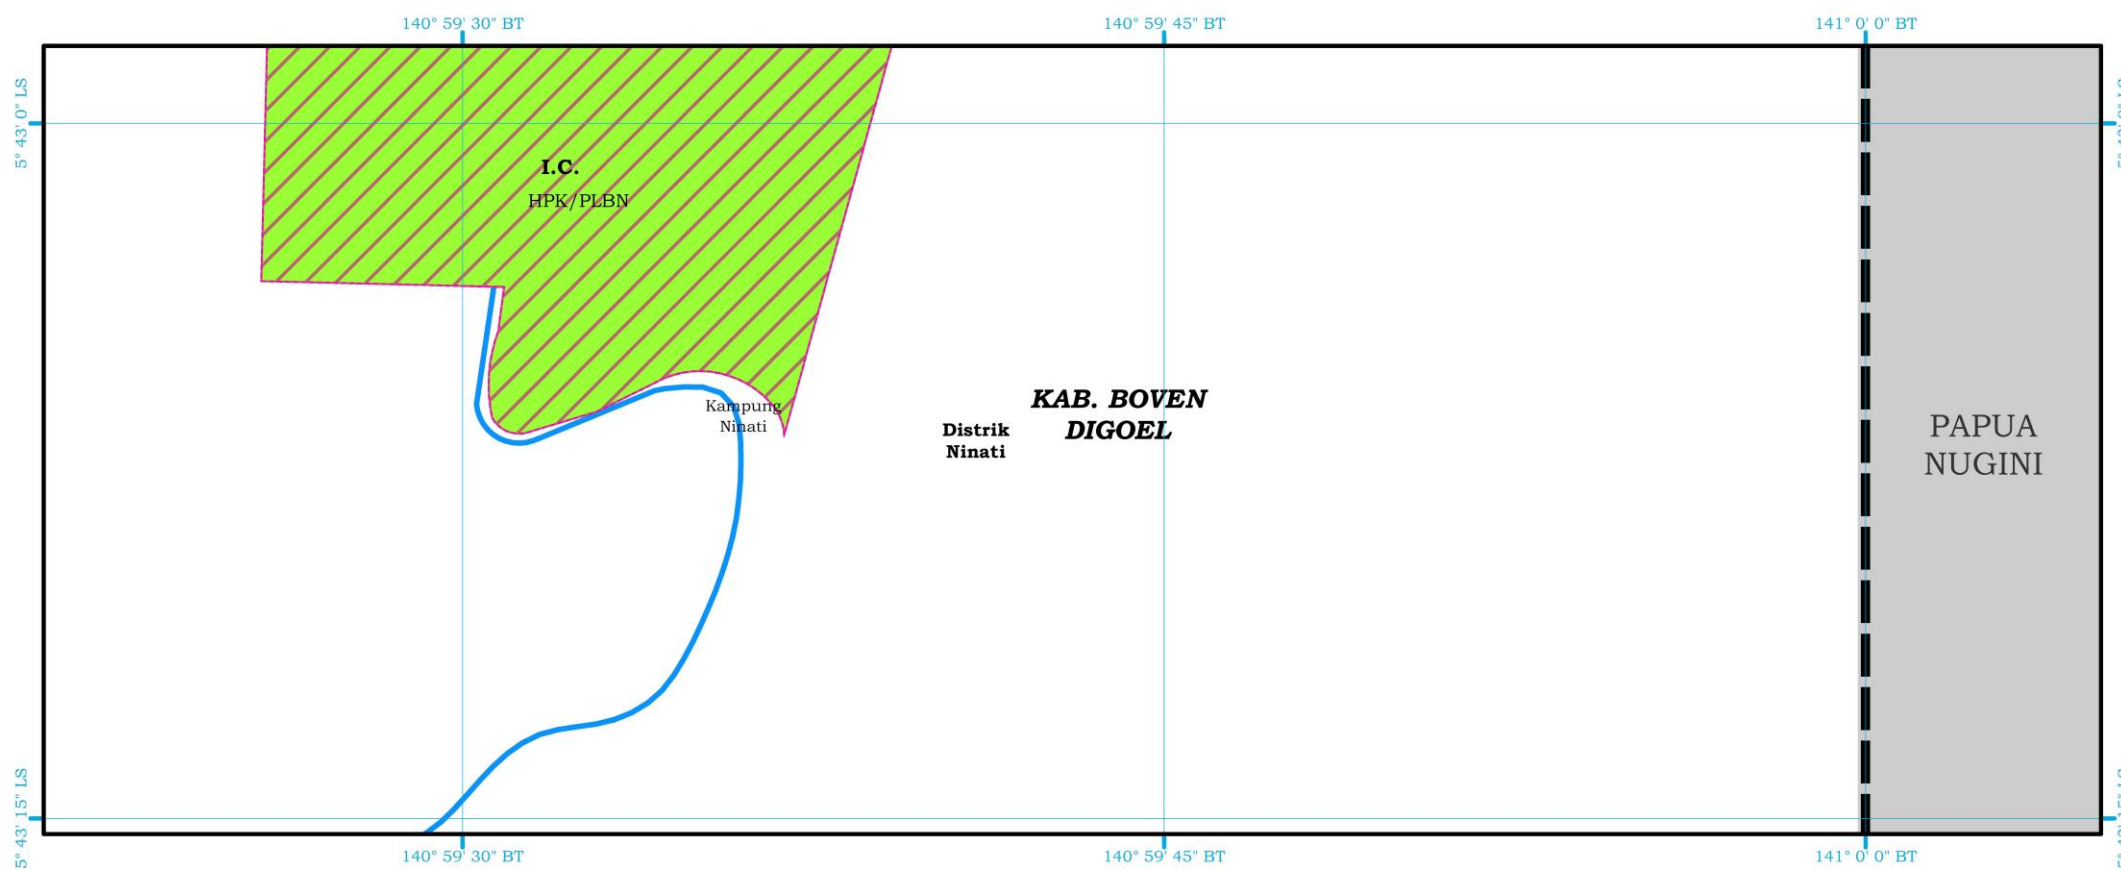 140° 59' 30" BT
140° 59' 45" BT
141° 0' 0" BT
5° 43' 0" LS
I.C.
HPK/PLBN
Kampung
Ninati
Distrik
Ninati
KAB. BOVEN
DIGOEL
PAPUA
NUGINI
5° 43' 15" LS
140° 59' 30" BT
140° 59' 45" BT
141° 0' 0" BT